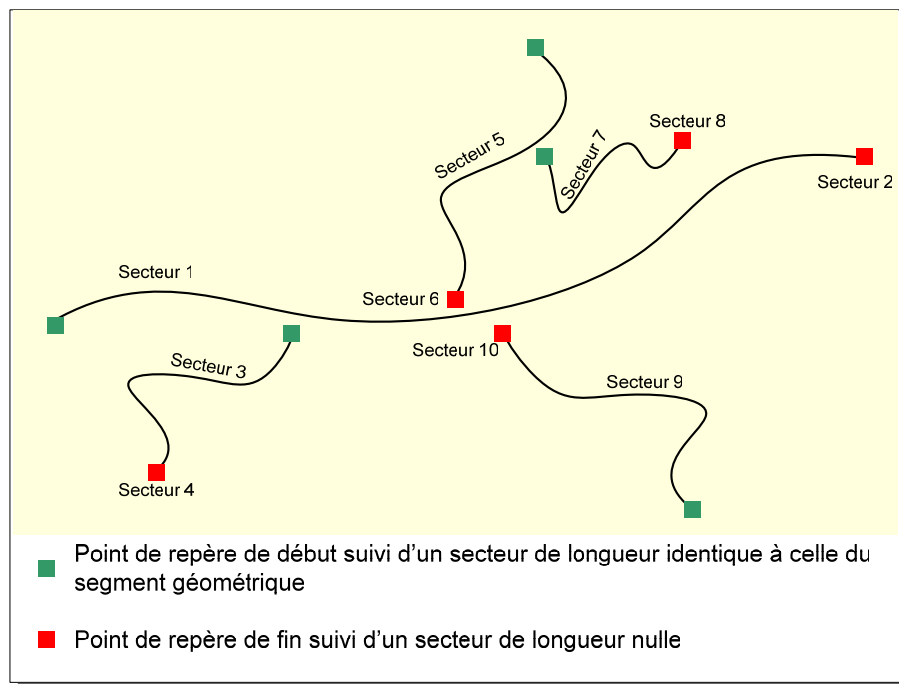 Secteur 8
Secteur 5
Secteur 7
Secteur 2
Secteur 1
Secteur 6
Secteur 10
Secteur 3
Secteur 9
Secteur 4
Point de repère de début suivi d'un secteur de longueur identique à celle du
segment géométrique
Point de repère de fin suivi d'un secteur de longueur nulle